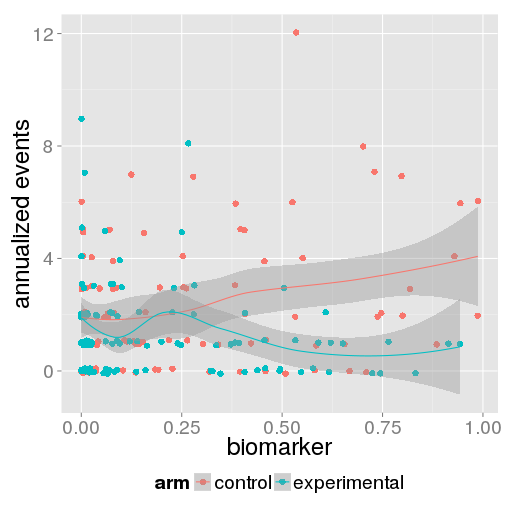 12
8
4
0
annualized events
0.00 0.25 0.50 0.75 1.00
biomarker
arm control experimental